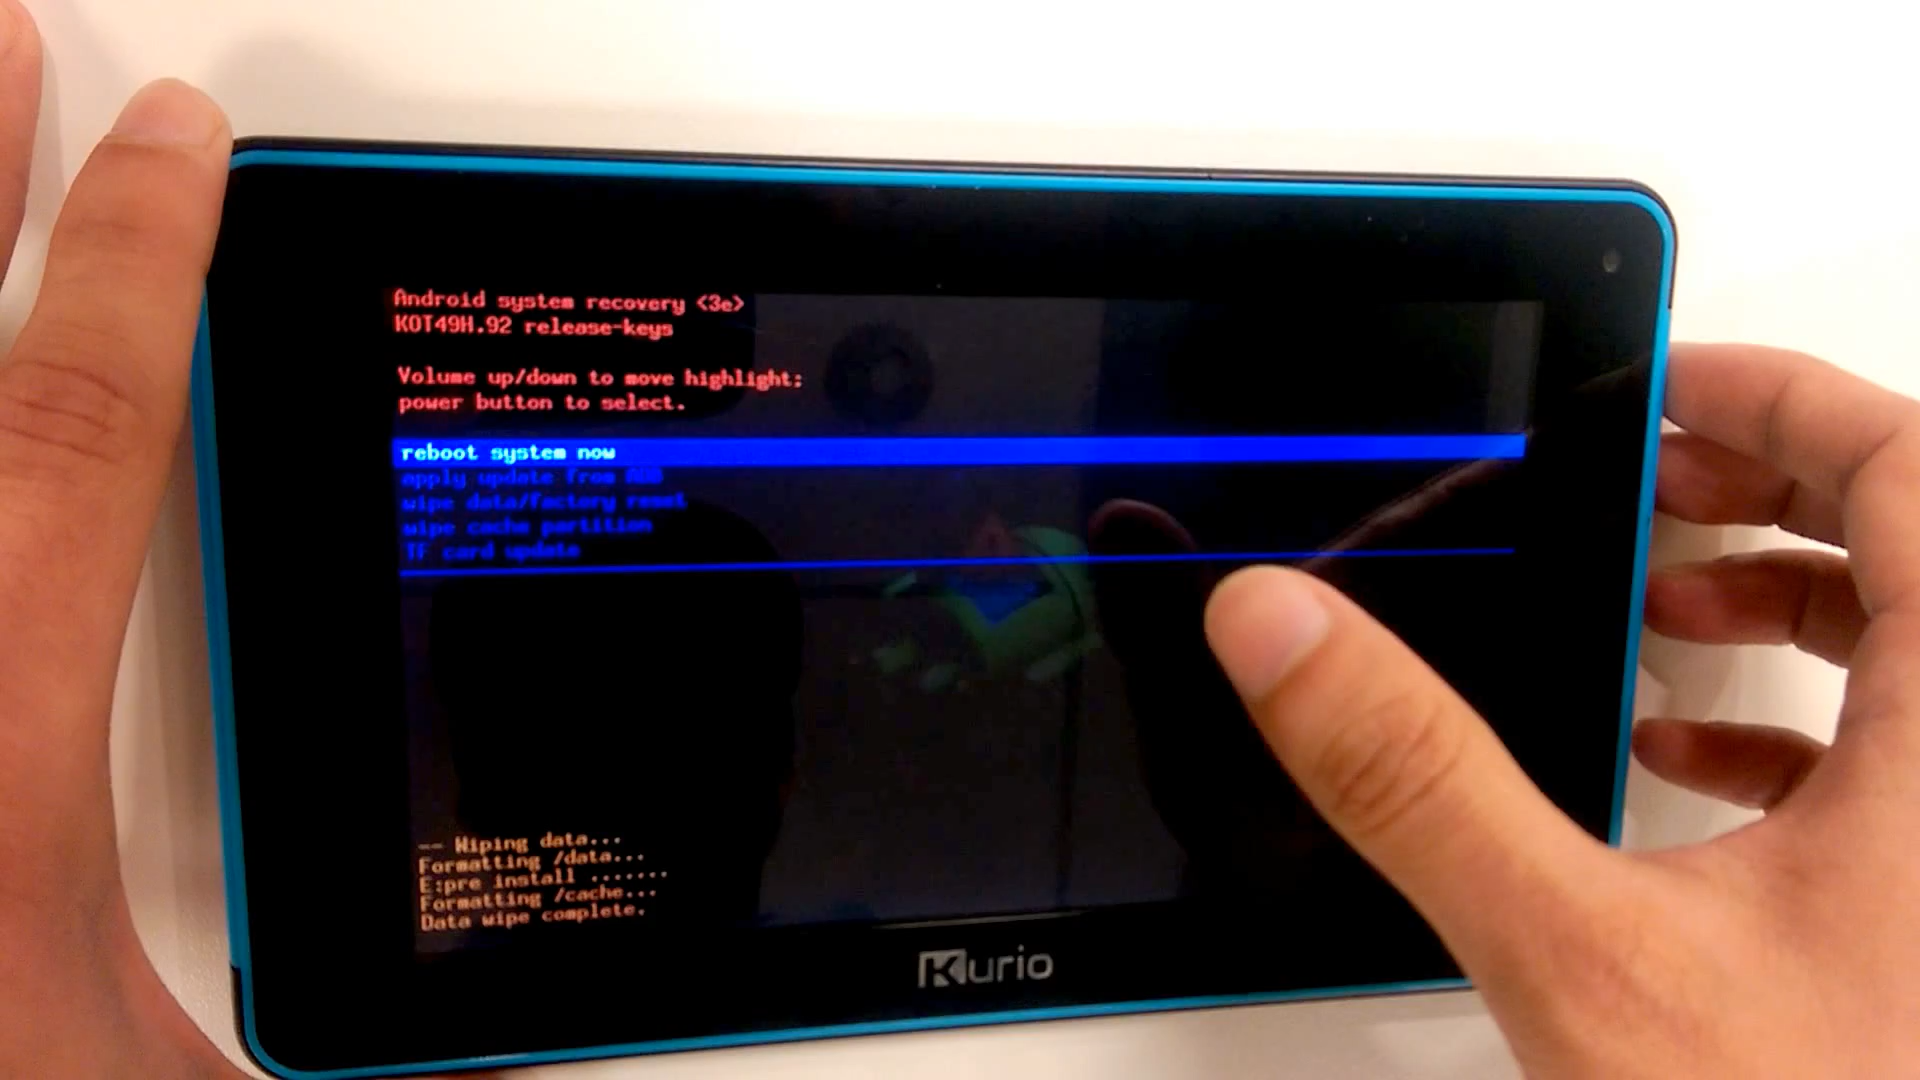 Android system recovery <3e>
KOT49H.92 release-keys
Volume up/down to move highlight;
power button to select.
reboot system now
apply update from ADB
wipe data/factory reset
wipe cache partition
TF card update
-- Wiping data...
Formatting /data...
E:pre install .......
Formatting /cache...
Data wipe complete.
Kurio